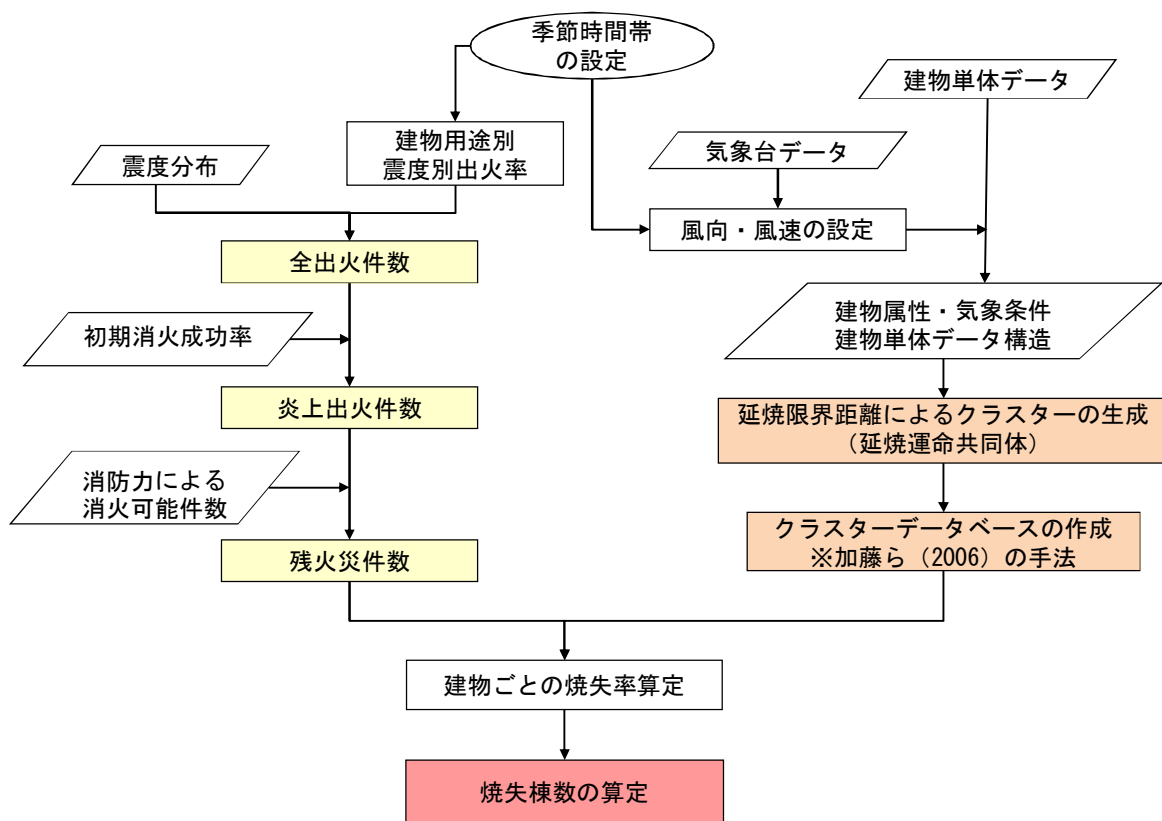 季節時間帯
の設定
建物単体データ
建物用途別
震度別出火率
気象台データ
震度分布
風向・風速の設定
全出火件数
初期消火成功率
建物属性・気象条件
建物単体データ構造
炎上出火件数
延焼限界距離によるクラスターの生成
（延焼運命共同体）
消防力による
消火可能件数
クラスターデータベースの作成
※加藤ら（2006）の手法
残火災件数
建物ごとの焼失率算定
焼失棟数の算定